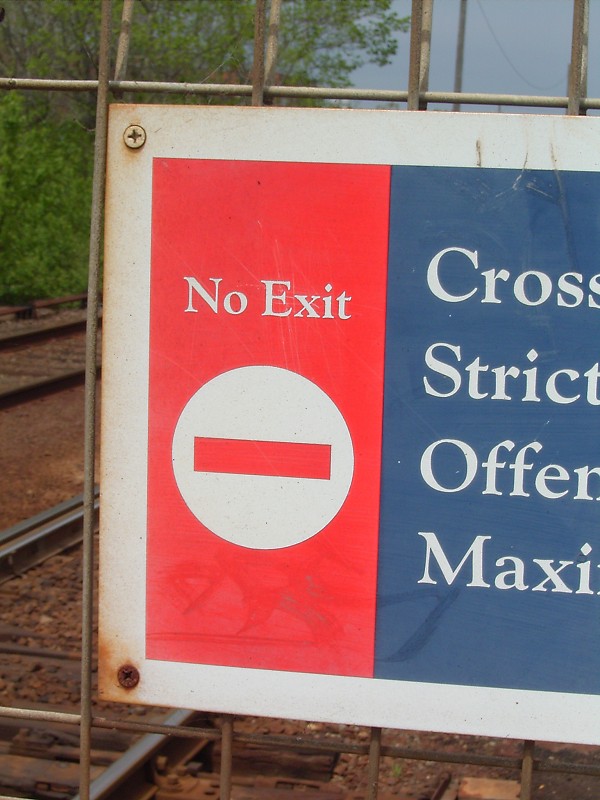 No Exit
Cross
Strict
Offen
Maxi